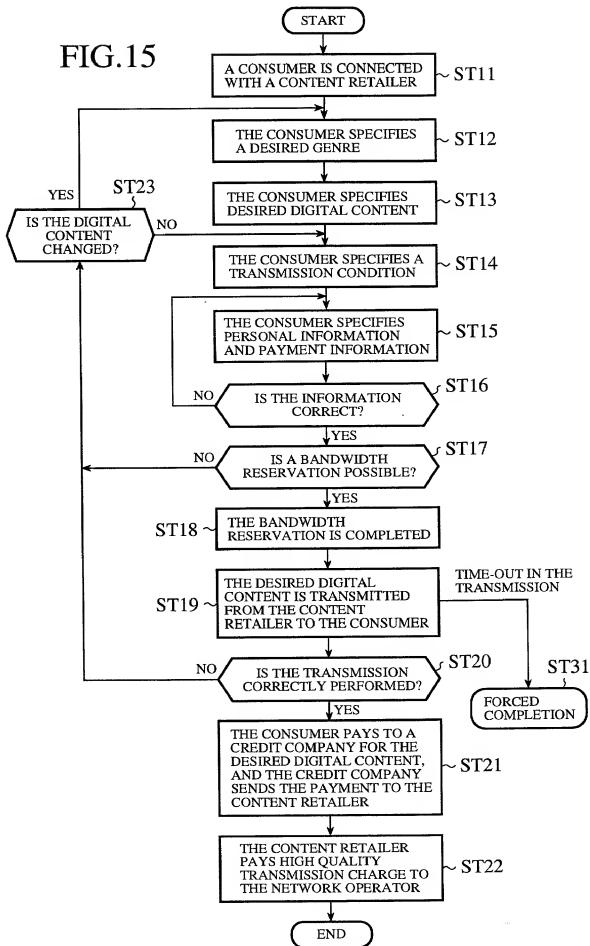 START
FIG.15
A CONSUMER IS CONNECTED
WITH A CONTENT RETAILER
ST11
THE CONSUMER SPECIFIES
A DESIRED GENRE
ST12
YES
ST23
IS THE DIGITAL
CONTENT
CHANGED?
NO
THE CONSUMER SPECIFIES
DESIRED DIGITAL CONTENT
ST13
THE CONSUMER SPECIFIES A
TRANSMISSION CONDITION
ST14
THE CONSUMER SPECIFIES
PERSONAL INFORMATION
AND PAYMENT INFORMATION
ST15
NO
IS THE INFORMATION
CORRECT?
ST16
YES
NO
IS A BANDWIDTH
RESERVATION POSSIBLE?
ST17
YES
ST18
THE BANDWIDTH
RESERVATION IS COMPLETED
ST19
THE DESIRED DIGITAL
CONTENT IS TRANSMITTED
FROM THE CONTENT
RETAILER TO THE CONSUMER
TIME-OUT IN THE
TRANSMISSION
NO
IS THE TRANSMISSION
CORRECTLY PERFORMED?
ST20
ST31
FORCED
COMPLETION
YES
THE CONSUMER PAYS TO A
CREDIT COMPANY FOR THE
DESIRED DIGITAL CONTENT,
AND THE CREDIT COMPANY
SENDS THE PAYMENT TO THE
CONTENT RETAILER
ST21
THE CONTENT RETAILER
PAYS HIGH QUALITY
TRANSMISSION CHARGE TO
THE NETWORK OPERATOR
ST22
END